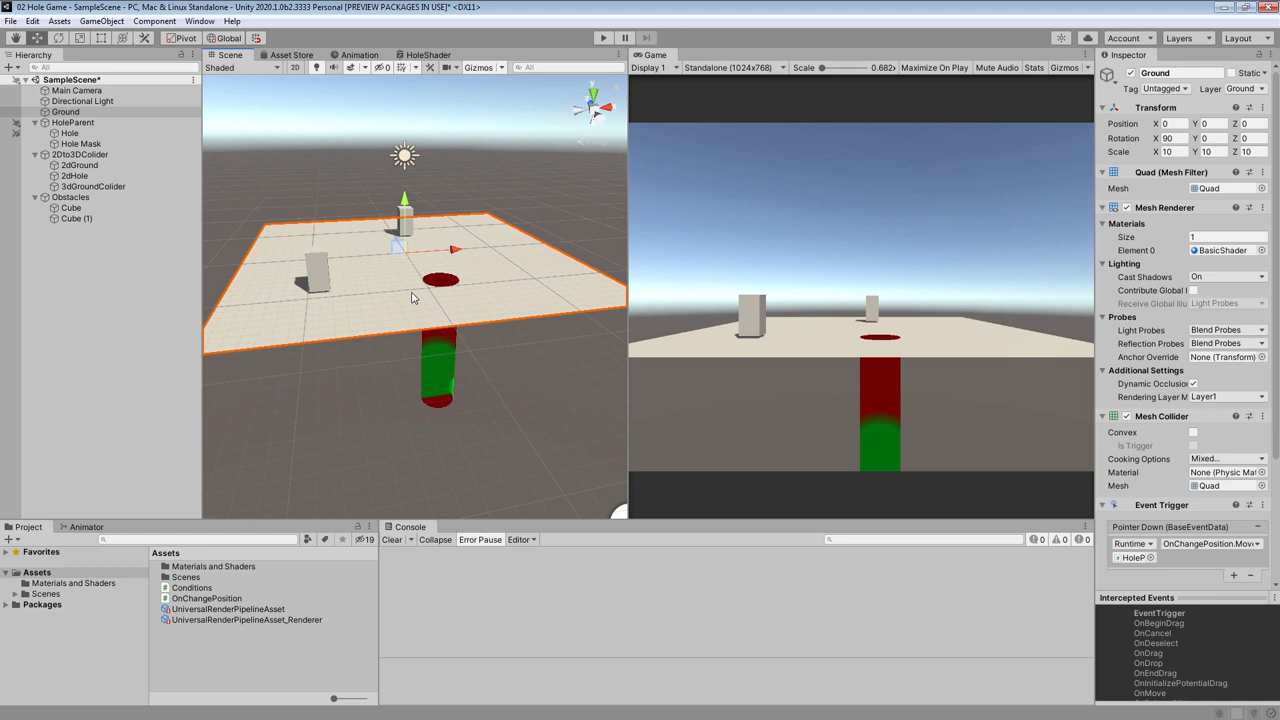 02 Hole Game - SampleScene - PC, Mac & Linux Standalone - Unity 2020.1.0b2.3333 Personal [PREVIEW PACKAGES IN USE]* <DX11>
File Edit Assets GameObject Component Window Help
Pivot Global Account Layers Layout
Hierarchy
All
SampleScene*
Main Camera
Directional Light
Ground
HoleParent
Hole
Hole Mask
2Dto3DColider
2dGround
2dHole
3dGroundColider
Obstacles
Cube
Cube (1)
Scene Asset Store Animation HoleShader
Shaded 2D 0 Gizmos All
y
Game
Display 1 Standalone (1024x768) Scale 0.682x Maximize On Play Mute Audio Stats Gizmos
Inspector
Ground Static
Tag Untagged Layer Ground
Transform
Position X 0 Y 0 Z 0
Rotation X 90 Y 0 Z 0
Scale X 10 Y 10 Z 10
Quad (Mesh Filter)
Mesh Quad
Mesh Renderer
Materials
Size 1
Element 0 BasicShader
Lighting
Cast Shadows On
Contribute Global I
Receive Global Illu Light Probes
Probes
Light Probes Blend Probes
Reflection Probes Blend Probes
Anchor Override None (Transform)
Additional Settings
Dynamic Occlusion
Rendering Layer M Layer1
Mesh Collider
Convex
Is Trigger
Cooking Options Mixed...
Material None (Physic Mat
Mesh Quad
Event Trigger
Pointer Down (BaseEventData)
Runtime OnChangePosition.Mov
HoleP
Intercepted Events
EventTrigger
OnBeginDrag
OnCancel
OnDeselect
OnDrag
OnDrop
OnEndDrag
OnInitializePotentialDrag
OnMove
Project Animator
19
Favorites
Assets
Materials and Shaders
Scenes
Packages
Assets
Materials and Shaders
Scenes
Conditions
OnChangePosition
UniversalRenderPipelineAsset
UniversalRenderPipelineAsset_Renderer
Console
Clear Collapse Error Pause Editor 0 0 0